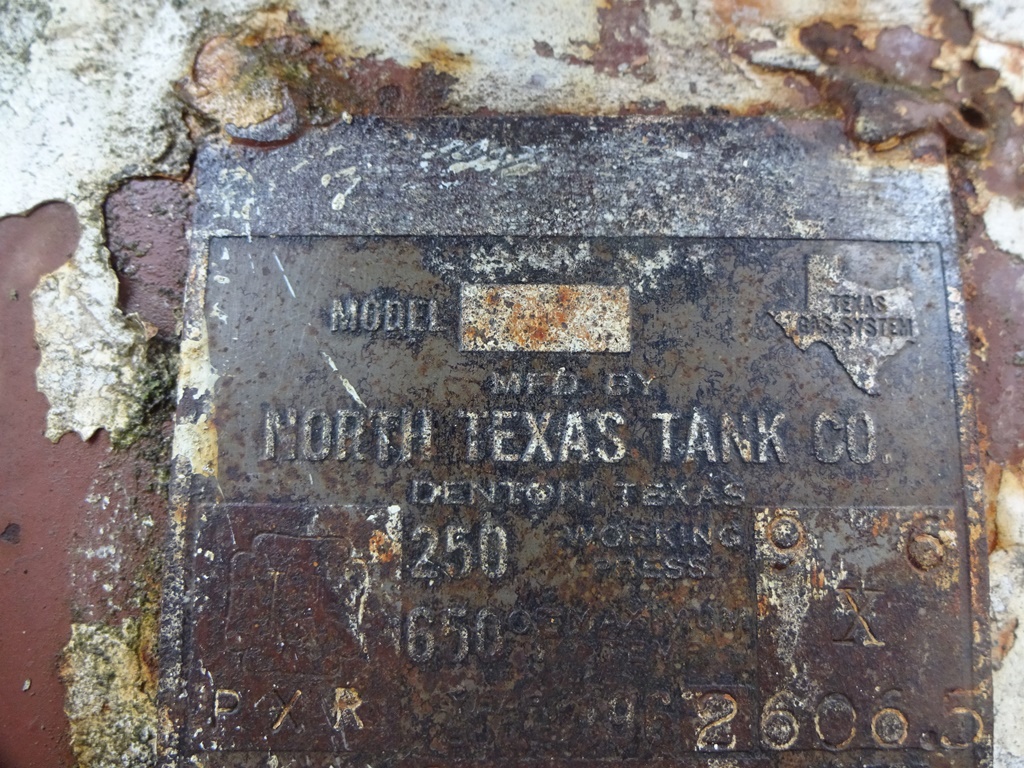 MODEL
TEXAS
GAS SYSTEM
MFD. BY
NORTH TEXAS TANK CO.
DENTON, TEXAS
250 WORKING
PRESS.
9 6
X
650 °F MAXIMUM
P X R
2606.5